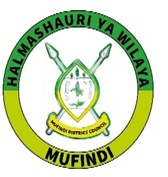 HALMASHAURI YA WILAYA
MUFINDI DISTRICT COUNCIL
MUFINDI